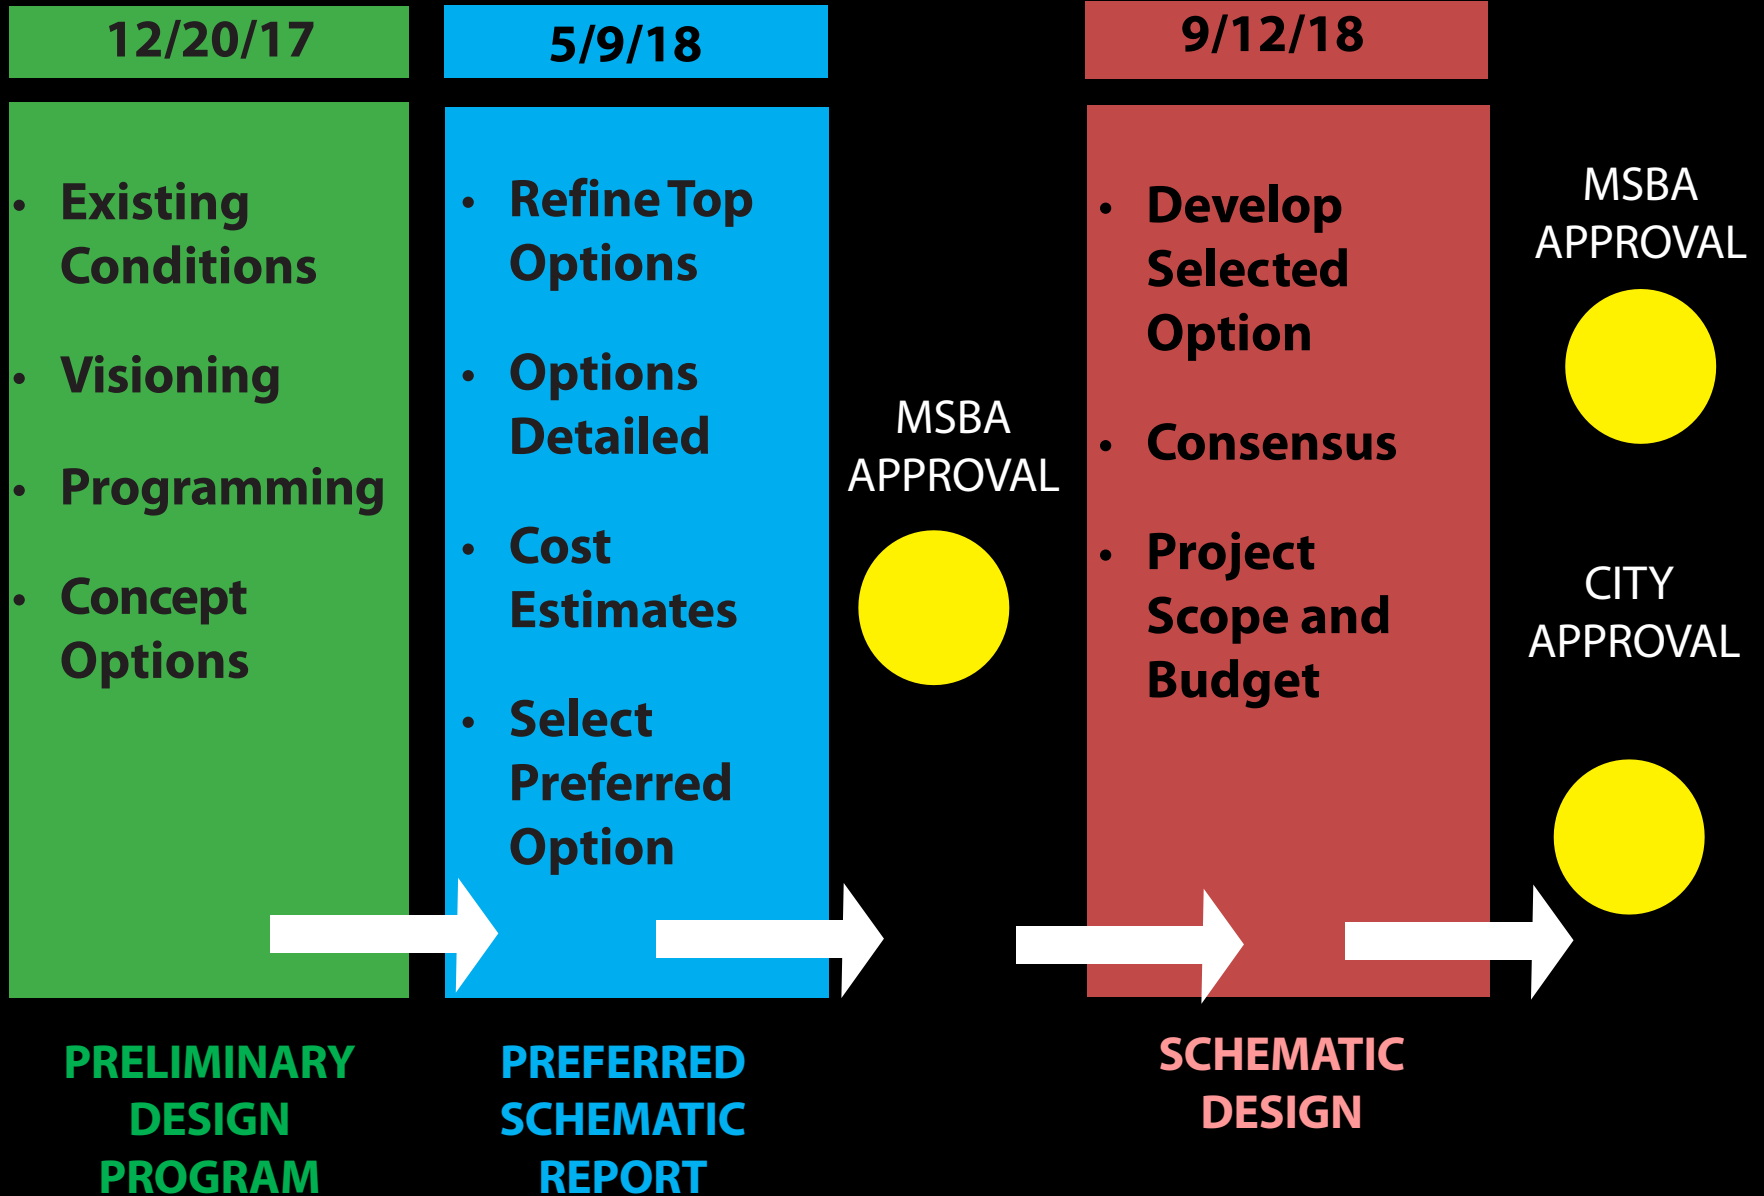 12/20/17
• Existing
Conditions
• Visioning
• Programming
• Concept
Options
PRELIMINARY
DESIGN
PROGRAM
5/9/18
• Refine Top
Options
• Options
Detailed
• Cost
Estimates
• Select
Preferred
Option
PREFERRED
SCHEMATIC
REPORT
MSBA
APPROVAL
9/12/18
• Develop
Selected
Option
• Consensus
• Project
Scope and
Budget
SCHEMATIC
DESIGN
MSBA
APPROVAL
CITY
APPROVAL